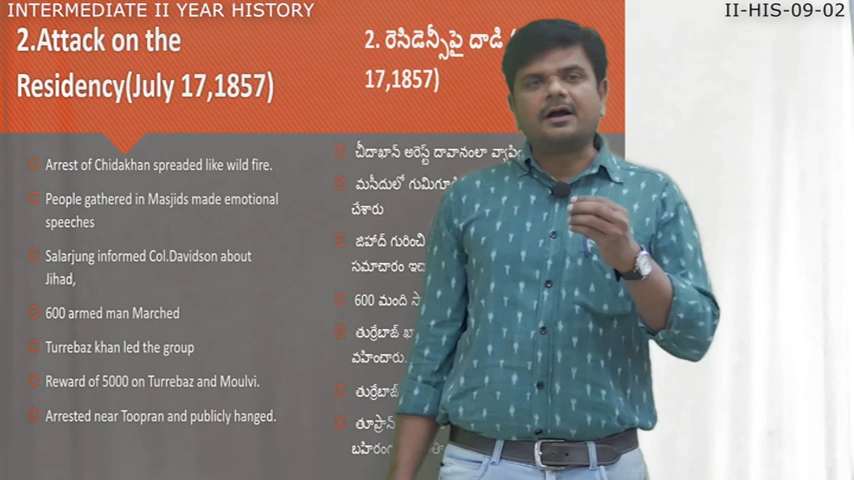 INTERMEDIATE II YEAR HISTORY
II-HIS-09-02
2.Attack on the
Residency(July 17,1857)
Arrest of Chidakhan spreaded like wild fire.
People gathered in Masjids made emotional
speeches
Salarjung informed Col.Davidson about
Jihad,
600 armed man Marched
Turrebaz khan led the group
Reward of 5000 on Turrebaz and Moulvi.
Arrested near Toopran and publicly hanged.
2. రెసిడెన్సీపై దాడి (
17,1857)
చీదాఖాన్ అరెస్ట్ దావానంలా
మసీదులో
చేశారు
జిహాద్ గురించి
సమాచారం
600 మంది
తుర్రేబాజ్
వహించారు.
తుర్రేబాజ్